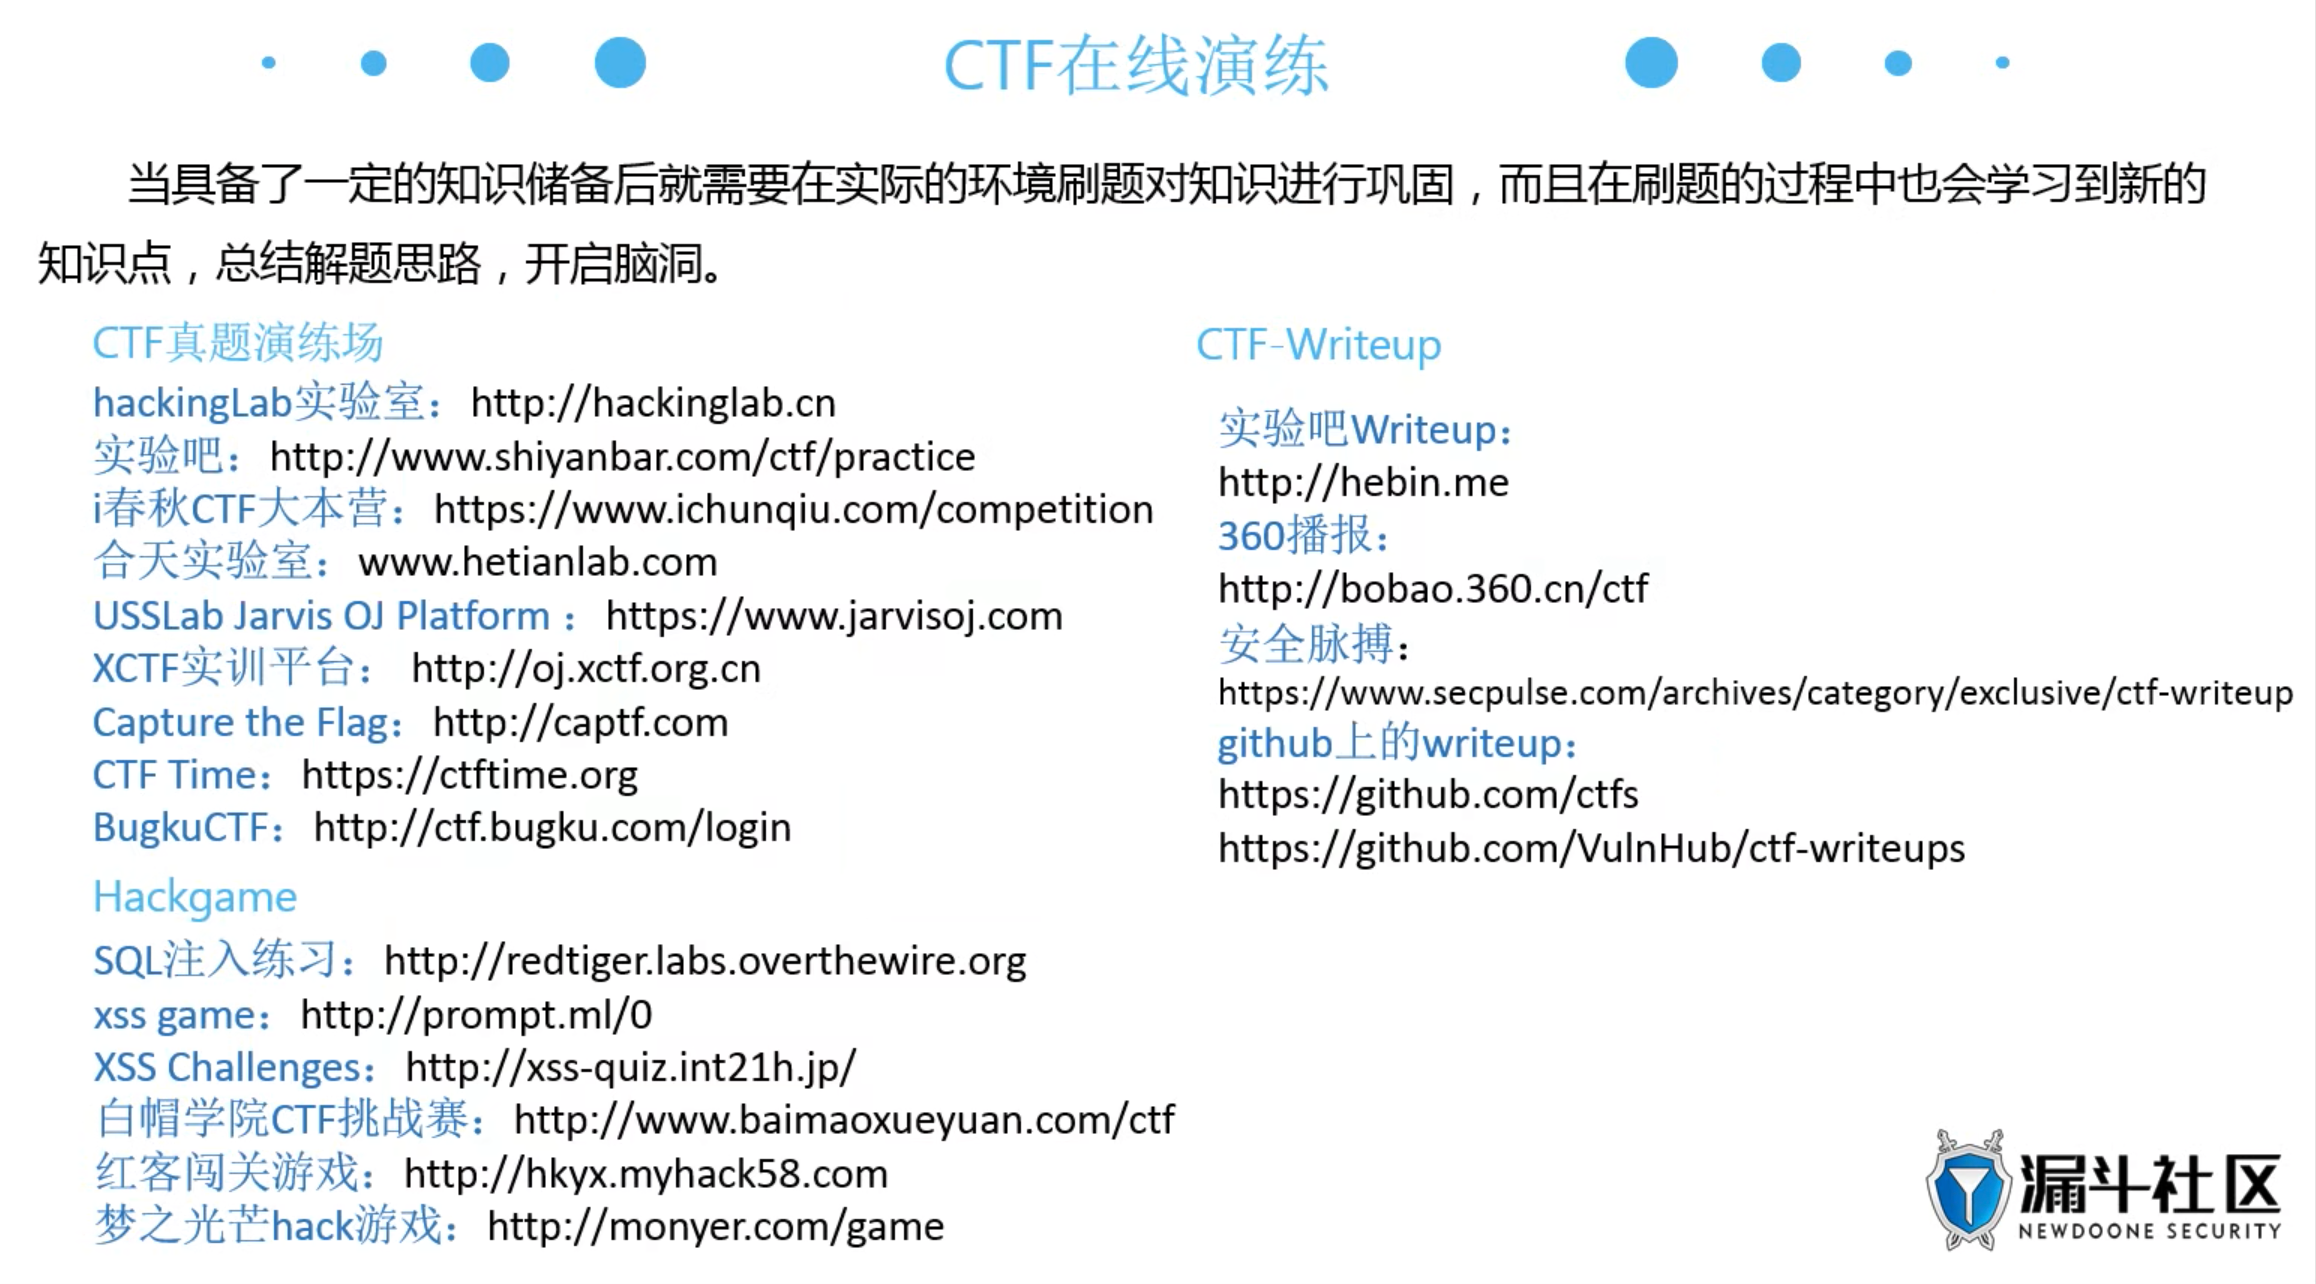 CTF在线演练
当具备了一定的知识储备后就需要在实际的环境刷题对知识进行巩固，而且在刷题的过程中也会学习到新的
知识点，总结解题思路，开启脑洞。
CTF真题演练场
hackingLab实验室：http://hackinglab.cn
实验吧：http://www.shiyanbar.com/ctf/practice
i春秋CTF大本营：https://www.ichunqiu.com/competition
合天实验室：www.hetianlab.com
USSLab Jarvis OJ Platform ：https://www.jarvisoj.com
XCTF实训平台：http://oj.xctf.org.cn
Capture the Flag：http://captf.com
CTF Time：https://ctftime.org
BugkuCTF：http://ctf.bugku.com/login
Hackgame
SQL注入练习：http://redtiger.labs.overthewire.org
xss game：http://prompt.ml/0
XSS Challenges：http://xss-quiz.int21h.jp/
白帽学院CTF挑战赛：http://www.baimaoxueyuan.com/ctf
红客闯关游戏：http://hkyx.myhack58.com
梦之光芒hack游戏：http://monyer.com/game
CTF-Writeup
实验吧Writeup：
http://hebin.me
360播报：
http://bobao.360.cn/ctf
安全脉搏：
https://www.secpulse.com/archives/category/exclusive/ctf-writeup
github上的writeup：
https://github.com/ctfs
https://github.com/VulnHub/ctf-writeups
漏斗社区
NEWDOONE SECURITY